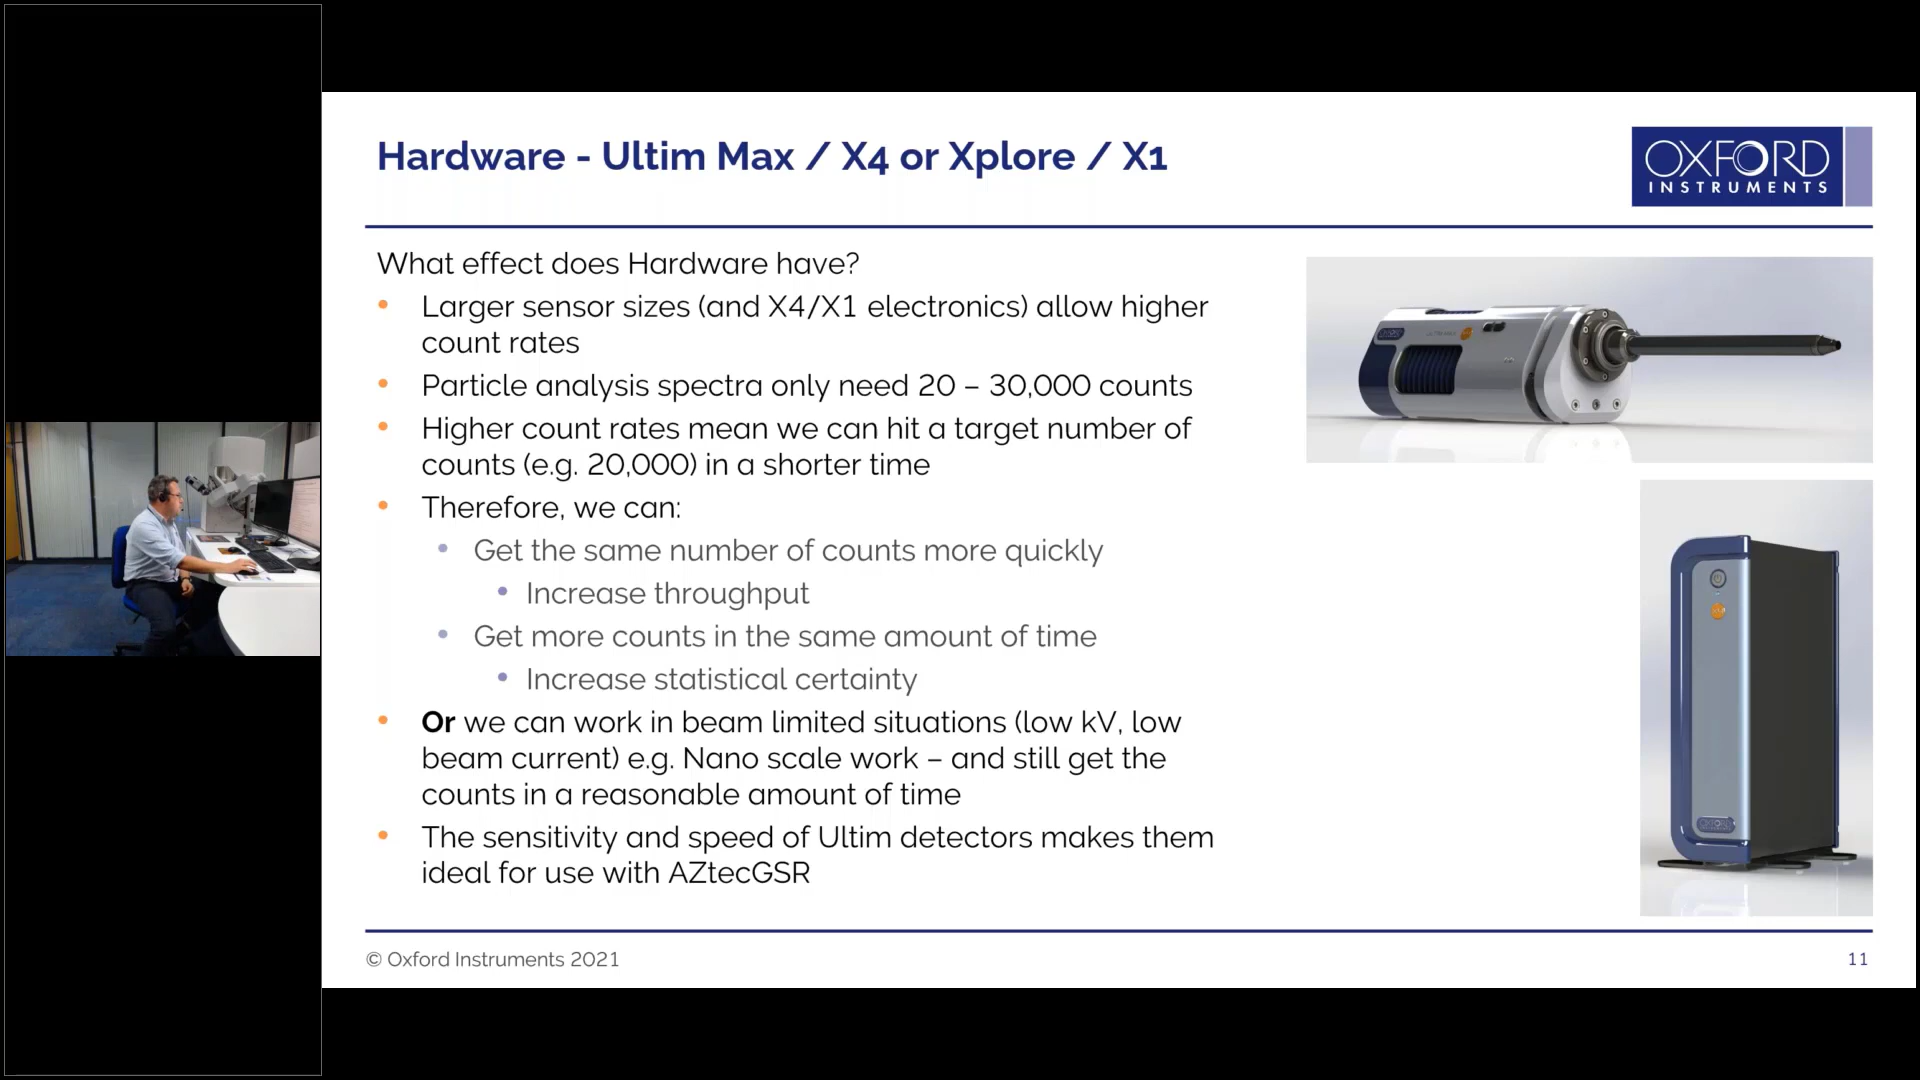 Hardware - Ultim Max / X4 or Xplore / X1
OXFORD
INSTRUMENTS
What effect does Hardware have?
• Larger sensor sizes (and X4/X1 electronics) allow higher
count rates
• Particle analysis spectra only need 20 – 30,000 counts
• Higher count rates mean we can hit a target number of
counts (e.g. 20,000) in a shorter time
• Therefore, we can:
• Get the same number of counts more quickly
• Increase throughput
• Get more counts in the same amount of time
• Increase statistical certainty
• Or we can work in beam limited situations (low kV, low
beam current) e.g. Nano scale work – and still get the
counts in a reasonable amount of time
• The sensitivity and speed of Ultim detectors makes them
ideal for use with AZtecGSR
© Oxford Instruments 2021
11